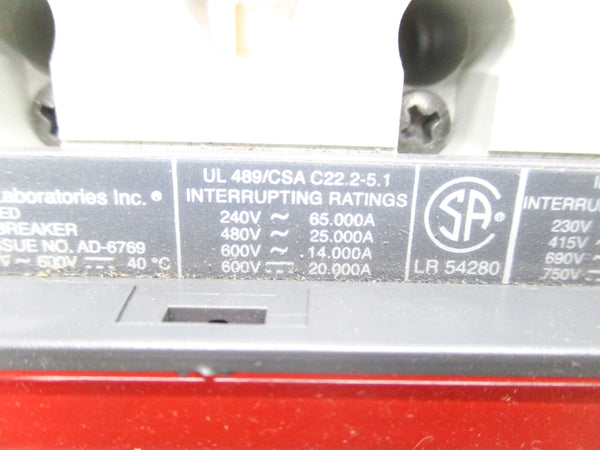 Laboratories Inc.®
ED
BREAKER
SSUE NO. AD-6769
V ~ 600V ⎓ 40 °C
UL 489/CSA C22.2-5.1
INTERRUPTING RATINGS
240V ~ 65.000A
480V ~ 25.000A
600V ~ 14.000A
600V ⎓ 20.000A
SA ®
LR 54280
INTERRUP
230V
415V ~
690V ~
750V ⎓